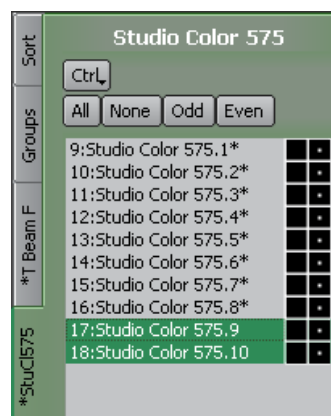 Studio Color 575
Ctrl
All None Odd Even
9:Studio Color 575.1*
10:Studio Color 575.2*
11:Studio Color 575.3*
12:Studio Color 575.4*
13:Studio Color 575.5*
14:Studio Color 575.6*
15:Studio Color 575.7*
16:Studio Color 575.8*
17:Studio Color 575.9
18:Studio Color 575.10
Sort
Groups
*T Beam F
*StuCl575